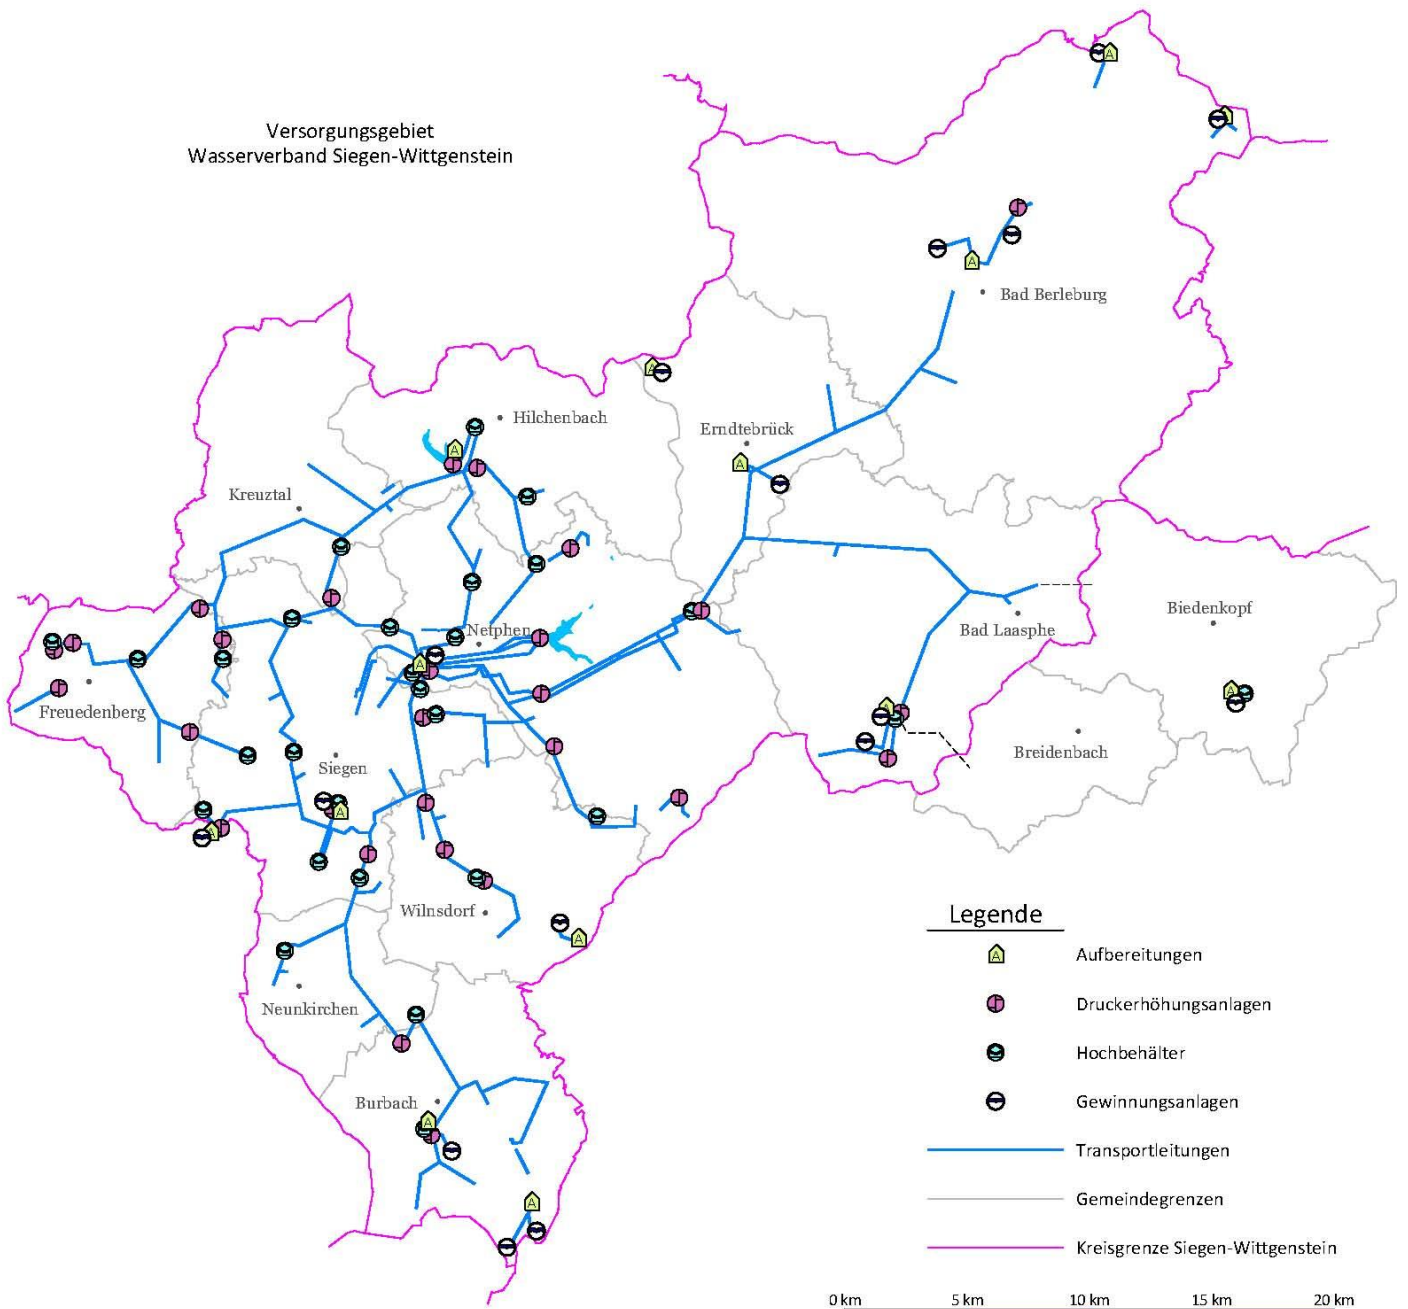 Versorgungsgebiet
Wasserverband Siegen-Wittgenstein
Bad Berleburg
Hilchenbach
Erndtebrück
Kreuztal
Netphen
Bad Laasphe
Biedenkopf
Freuedenberg
Siegen
Breidenbach
Wilnsdorf
Neunkirchen
Burbach
Legende
A Aufbereitungen
Druckerhöhungsanlagen
Hochbehälter
Gewinnungsanlagen
Transportleitungen
Gemeindegrenzen
Kreisgrenze Siegen-Wittgenstein
0 km 5 km 10 km 15 km 20 km